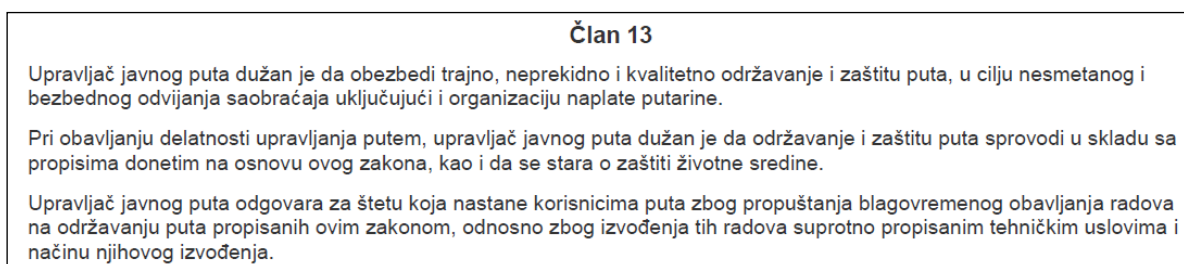 Član 13
Upravljač javnog puta dužan je da obezbedi trajno, neprekidno i kvalitetno održavanje i zaštitu puta, u cilju nesmetanog i
bezbednog odvijanja saobraćaja uključujući i organizaciju naplate putarine.
Pri obavljanju delatnosti upravljanja putem, upravljač javnog puta dužan je da održavanje i zaštitu puta sprovodi u skladu sa
propisima donetim na osnovu ovog zakona, kao i da se stara o zaštiti životne sredine.
Upravljač javnog puta odgovara za štetu koja nastane korisnicima puta zbog propuštanja blagovremenog obavljanja radova
na održavanju puta propisanih ovim zakonom, odnosno zbog izvođenja tih radova suprotno propisanim tehničkim uslovima i
načinu njihovog izvođenja.